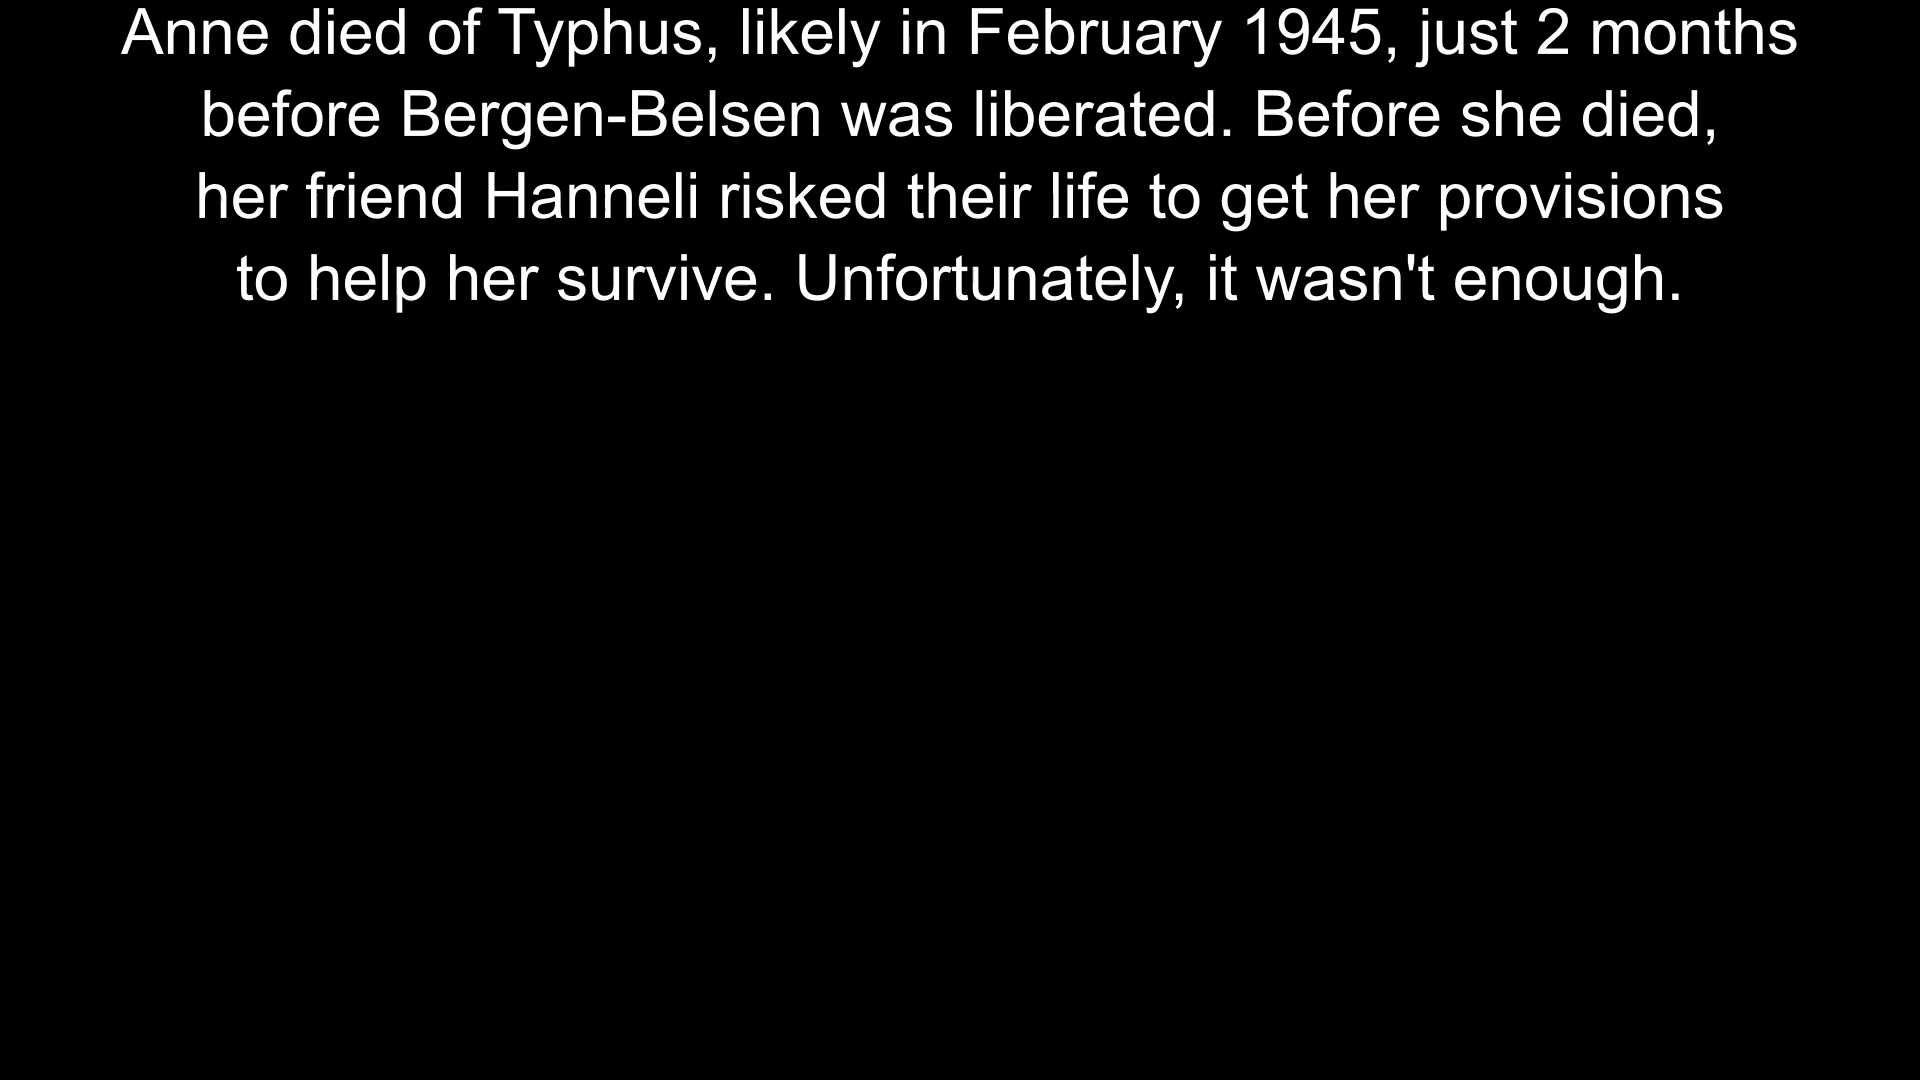 Anne died of Typhus, likely in February 1945, just 2 months
before Bergen-Belsen was liberated. Before she died,
her friend Hanneli risked their life to get her provisions
to help her survive. Unfortunately, it wasn't enough.